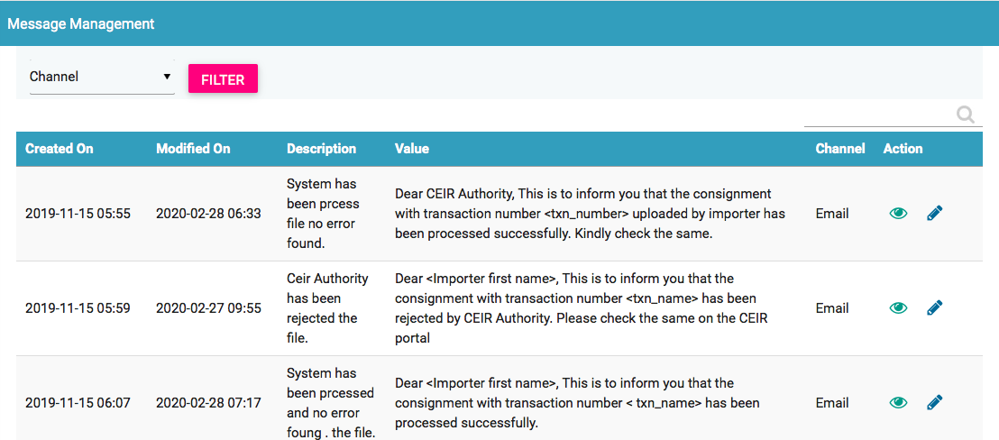 Message Management
Channel
FILTER
Created On Modified On Description Value Channel Action
System has
been prcess
file no error
found.
2019-11-15 05:55 2020-02-28 06:33
Dear CEIR Authority, This is to inform you that the consignment
with transaction number <txn_number> uploaded by importer has
been processed successfully. Kindly check the same.
Email
Ceir Authority
has been
rejected the
file.
2019-11-15 05:59 2020-02-27 09:55
Dear <Importer first name>, This is to inform you that the
consignment with transaction number <txn_name> has been
rejected by CEIR Authority. Please check the same on the CEIR
portal
Email
System has
been prcessed
and no error
foung . the file.
2019-11-15 06:07 2020-02-28 07:17
Dear <Importer first name>, This is to inform you that the
consignment with transaction number < txn_name> has been
processed successfully.
Email